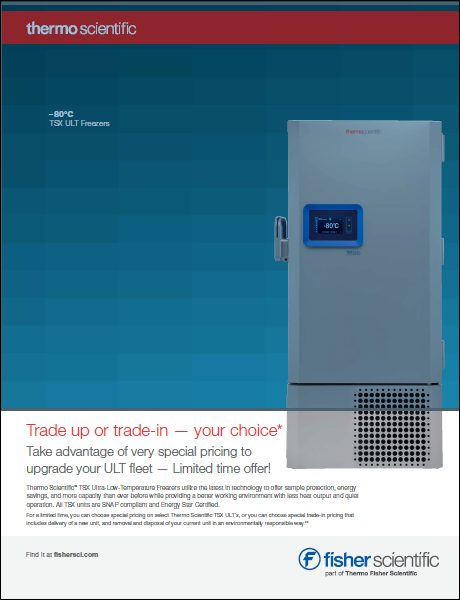 thermo scientific
–80°C
TSX ULT Freezers
thermo scientific
-80°C
Trade up or trade-in — your choice*
Take advantage of very special pricing to
upgrade your ULT fleet — Limited time offer!
Thermo Scientific™ TSX Ultra-Low-Temperature Freezers utilize the latest in technology to offer sample protection, energy
savings, and more capacity than ever before while providing a better working environment with less heat output and quiet
operation. All TSX units are SNAP compliant and Energy Star Certified.
For a limited time, you can choose special pricing on select Thermo Scientific TSX ULT's, or you can choose special trade-in pricing that
includes delivery of a new unit, and removal and disposal of your current unit in an environmentally responsible way.**
Find it at fishersci.com
fisher scientific
part of Thermo Fisher Scientific